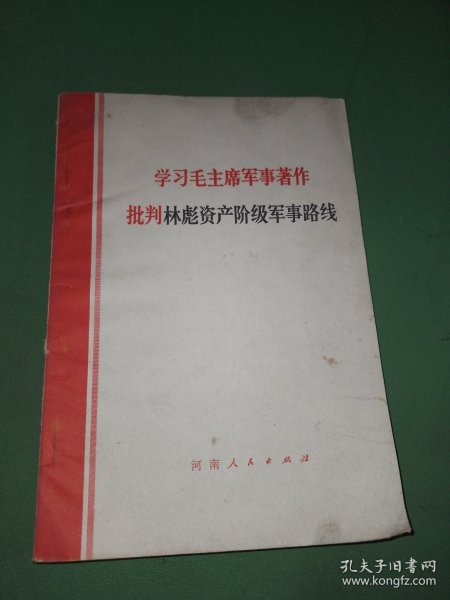 学习毛主席军事著作
批判林彪资产阶级军事路线
河南人民出版社
孔夫子旧书网
www.kongfz.com